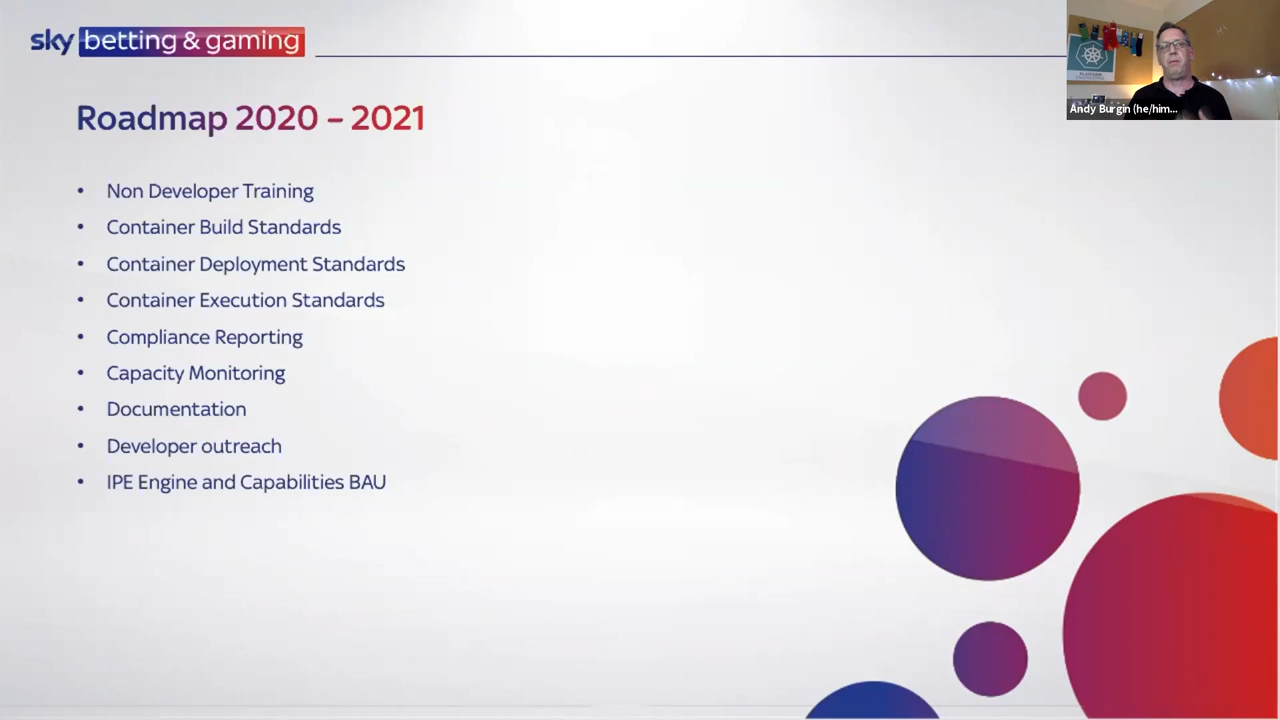 sky betting & gaming
Andy Burgin (he/him...
Roadmap 2020 – 2021
• Non Developer Training
• Container Build Standards
• Container Deployment Standards
• Container Execution Standards
• Compliance Reporting
• Capacity Monitoring
• Documentation
• Developer outreach
• IPE Engine and Capabilities BAU